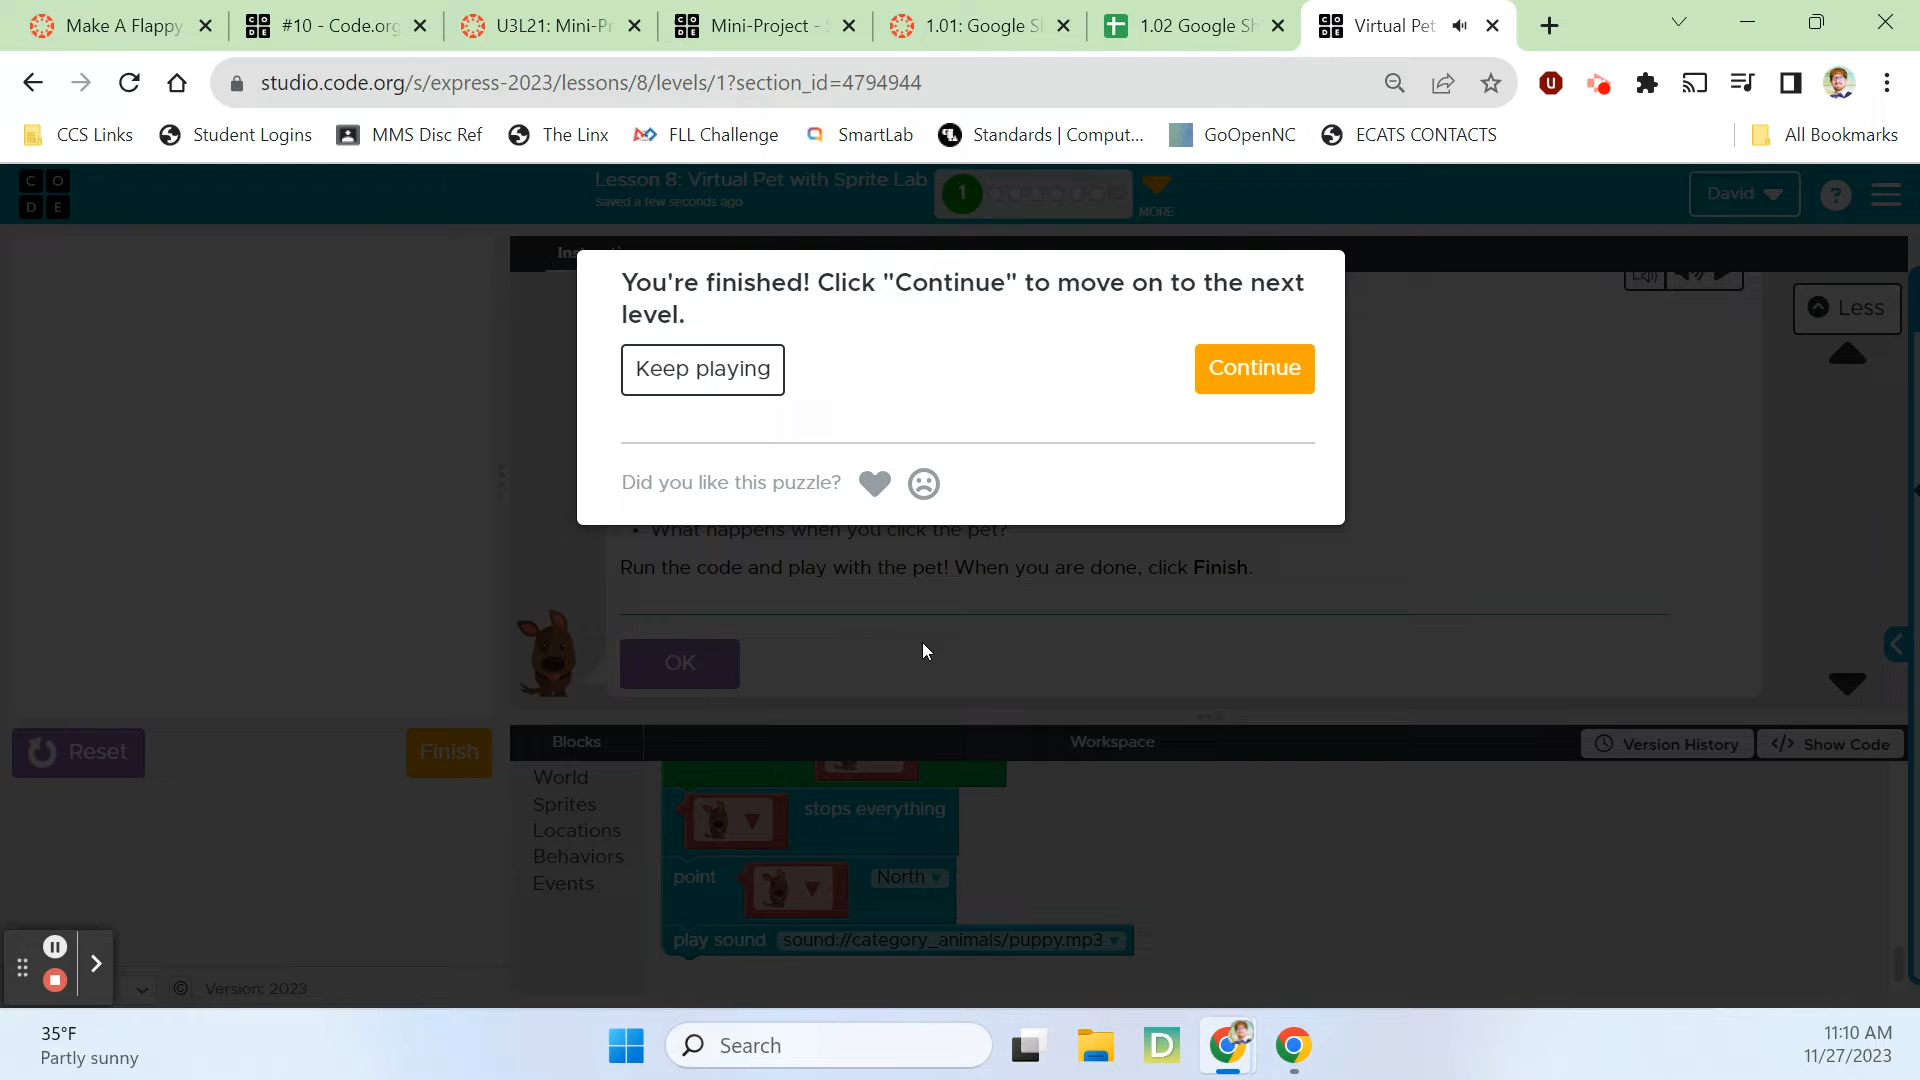 Make A Flappy
#10 - Code.org
U3L21: Mini-Pr
Mini-Project -
1.01: Google Sl
1.02 Google Sh
Virtual Pet
studio.code.org/s/express-2023/lessons/8/levels/1?section_id=4794944
CCS Links
Student Logins
MMS Disc Ref
The Linx
FLL Challenge
SmartLab
Standards | Comput...
GoOpenNC
ECATS CONTACTS
All Bookmarks
C O
D E
Lesson 8: Virtual Pet with Sprite Lab
Saved a few seconds ago
1
MORE
David
?
You're finished! Click "Continue" to move on to the next
level.
Keep playing
Continue
Did you like this puzzle?
Less
What happens when you click the pet?
Run the code and play with the pet! When you are done, click Finish.
OK
Reset
Finish
Blocks
Workspace
Version History
</> Show Code
World
Sprites
Locations
Behaviors
Events
stops everything
point
North
play sound
sound://category_animals/puppy.mp3
© Version: 2023
35°F
Partly sunny
Search
D
11:10 AM
11/27/2023